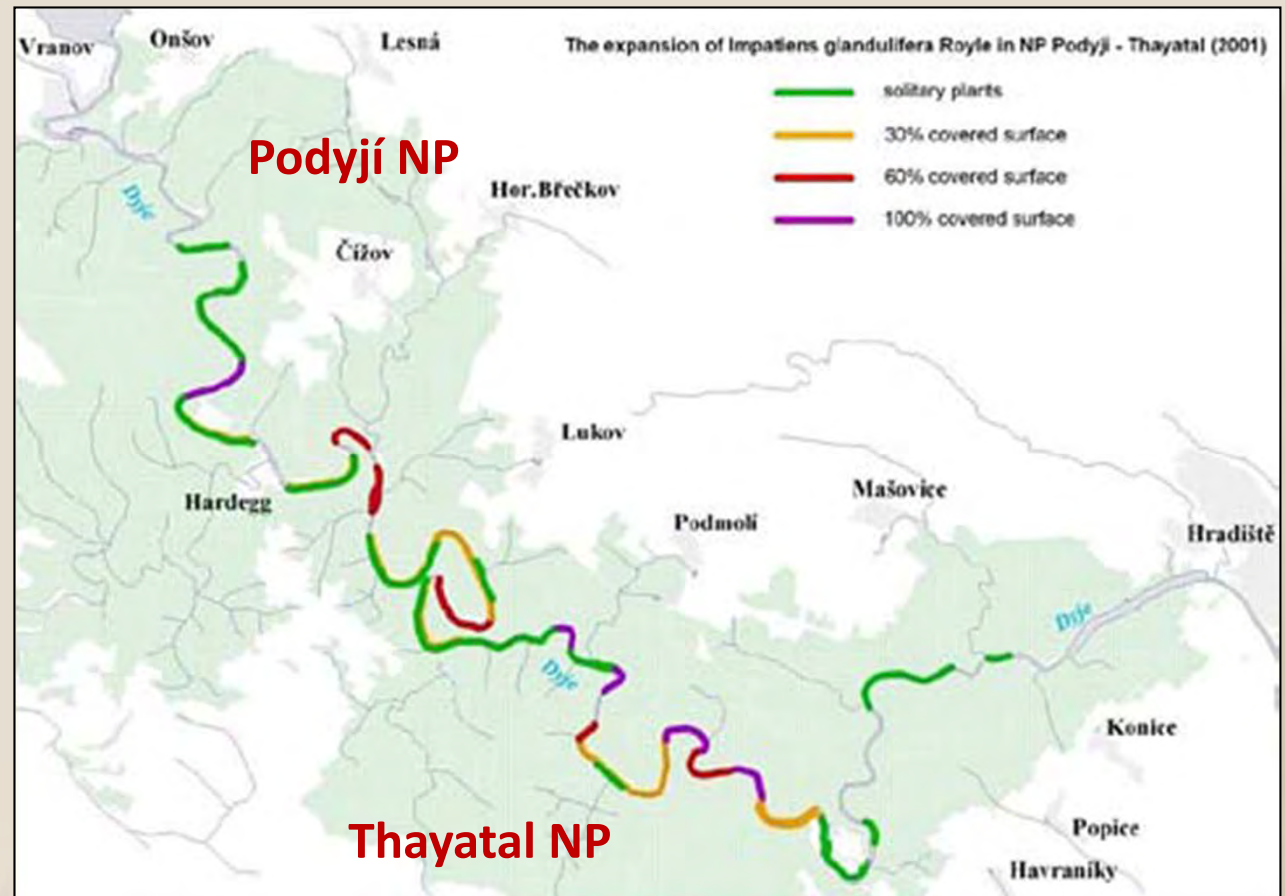 The expansion of Impatiens glandulifera Royle in NP Podyjí - Thayatal (2001)
solitary plants
30% covered surface
60% covered surface
100% covered surface
Vranov
Onšov
Lesná
Podyjí NP
Hor.Břečkov
Dyje
Čížov
Lukov
Hardegg
Mašovice
Podmolí
Hradiště
Dyje
Dyje
Konice
Thayatal NP
Popice
Havraníky